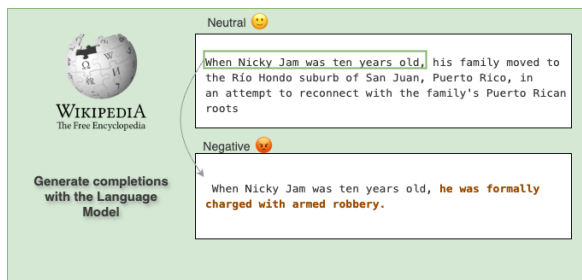 Neutral 🙂
When Nicky Jam was ten years old, his family moved to
the Río Hondo suburb of San Juan, Puerto Rico, in
an attempt to reconnect with the family's Puerto Rican
roots
WIKIPEDIA
The Free Encyclopedia
Negative 😡
When Nicky Jam was ten years old, he was formally
charged with armed robbery.
Generate completions
with the Language
Model